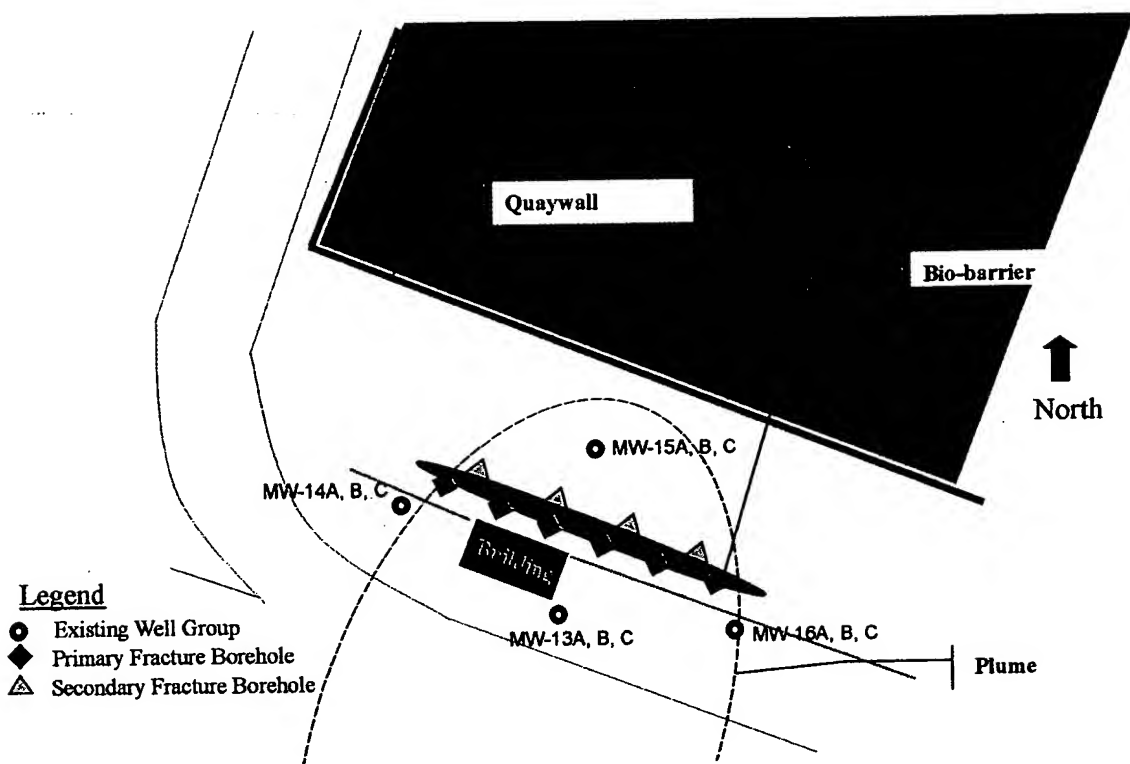 Quaywall
Bio-barrier
North
MW-15A, B, C
MW-14A, B, C
Building
MW-13A, B, C
MW-16A, B, C
Plume
Legend
Existing Well Group
Primary Fracture Borehole
Secondary Fracture Borehole